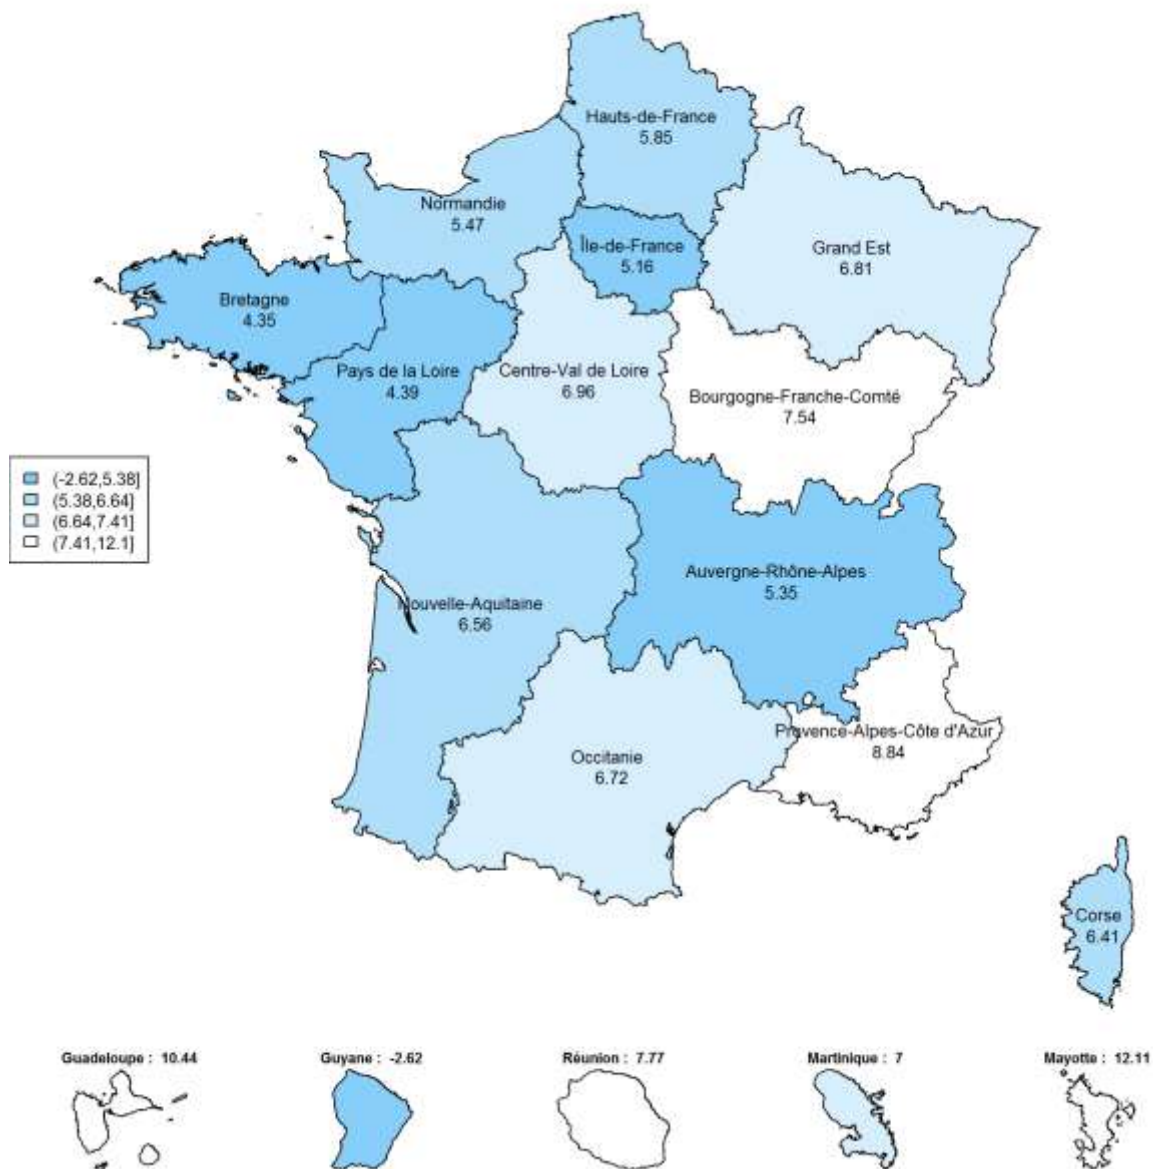 Hauts-de-France
5.85
Normandie
5.47
Île-de-France
5.16
Grand Est
6.81
Bretagne
4.35
Pays de la Loire
4.39
Centre-Val de Loire
6.96
Bourgogne-Franche-Comté
7.54
(-2.62,5.38]
(5.38,6.64]
(6.64,7.41]
(7.41,12.1]
Auvergne-Rhône-Alpes
5.35
Nouvelle-Aquitaine
6.56
Provence-Alpes-Côte d'Azur
8.84
Occitanie
6.72
Corse
6.41
Guadeloupe : 10.44
Guyane : -2.62
Réunion : 7.77
Martinique : 7
Mayotte : 12.11